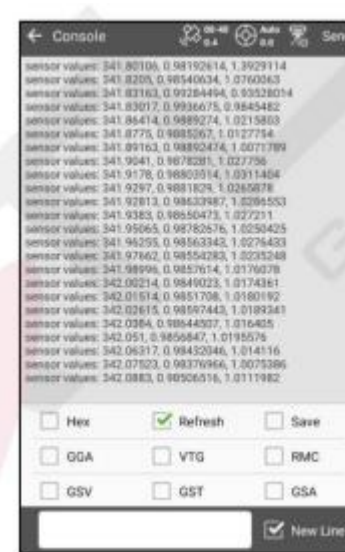 Console
Auto
sensor values: 341.80106, 0.98192614, 1.3929114
sensor values: 341.8205, 0.98540634, 1.0760063
sensor values: 341.83163, 0.99284494, 0.93528014
sensor values: 341.83017, 0.9936675, 0.9845482
sensor values: 341.86414, 0.9889274, 1.0215803
sensor values: 341.8775, 0.9885267, 1.0127754
sensor values: 341.89163, 0.98892474, 1.0071789
sensor values: 341.9041, 0.9878281, 1.027756
sensor values: 341.9178, 0.98803514, 1.0311404
sensor values: 341.9297, 0.9881829, 1.0265878
sensor values: 341.92813, 0.98633987, 1.0286553
sensor values: 341.9383, 0.98650473, 1.027211
sensor values: 341.95065, 0.98782676, 1.0250425
sensor values: 341.96255, 0.98563343, 1.0276433
sensor values: 341.97662, 0.98554283, 1.0235248
sensor values: 341.98996, 0.9857614, 1.0176078
sensor values: 342.00214, 0.9849023, 1.0174361
sensor values: 342.01514, 0.9851708, 1.0180192
sensor values: 342.02615, 0.98597443, 1.0189341
sensor values: 342.0384, 0.98644507, 1.016405
sensor values: 342.051, 0.9856847, 1.0195576
sensor values: 342.06317, 0.98432046, 1.014116
sensor values: 342.07523, 0.98376966, 1.0075386
sensor values: 342.0883, 0.98506516, 1.0111982
Hex Refresh Save
GGA VTG RMC
GSV GST GSA
New Line